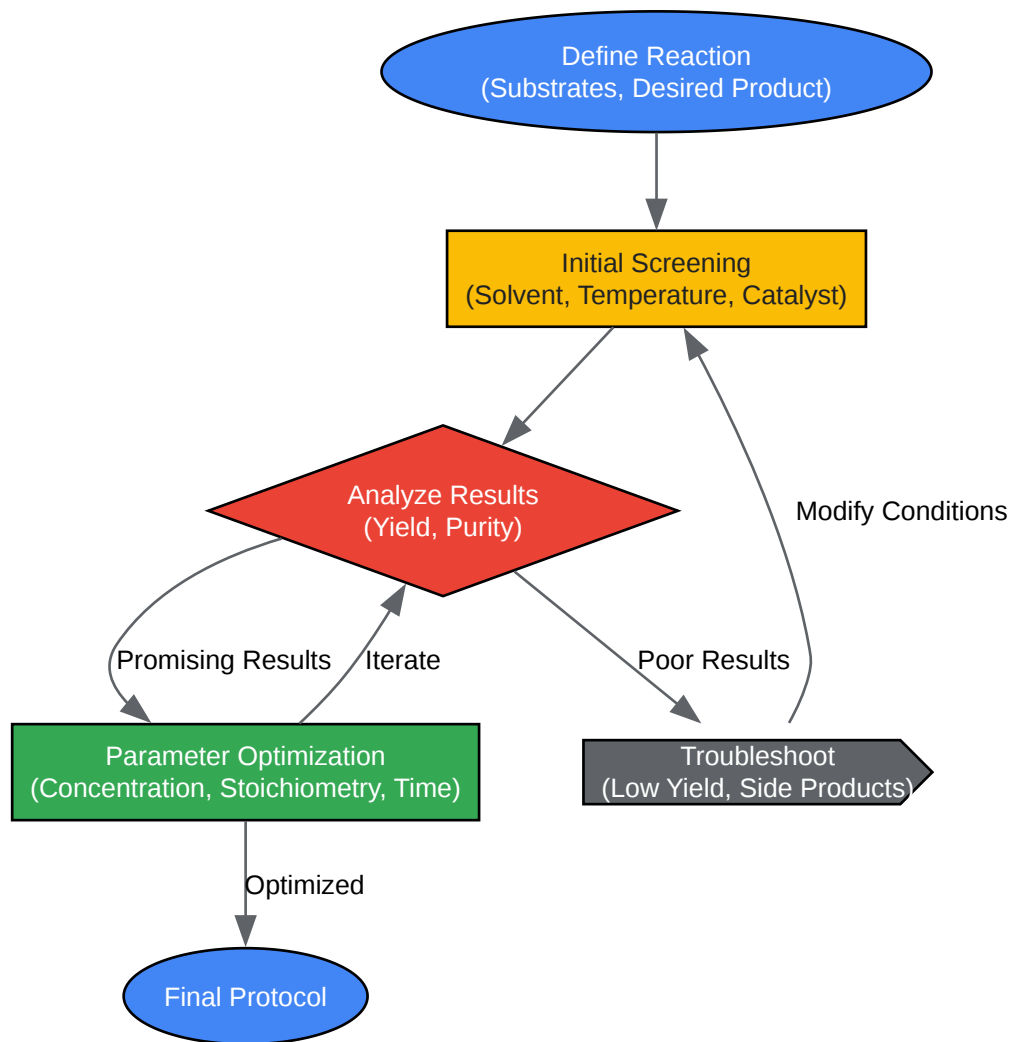 Define Reaction
(Substrates, Desired Product)
Initial Screening
(Solvent, Temperature, Catalyst)
Analyze Results
(Yield, Purity)
Modify Conditions
Promising Results
Iterate
Poor Results
Parameter Optimization
(Concentration, Stoichiometry, Time)
Troubleshoot
(Low Yield, Side Products)
Optimized
Final Protocol